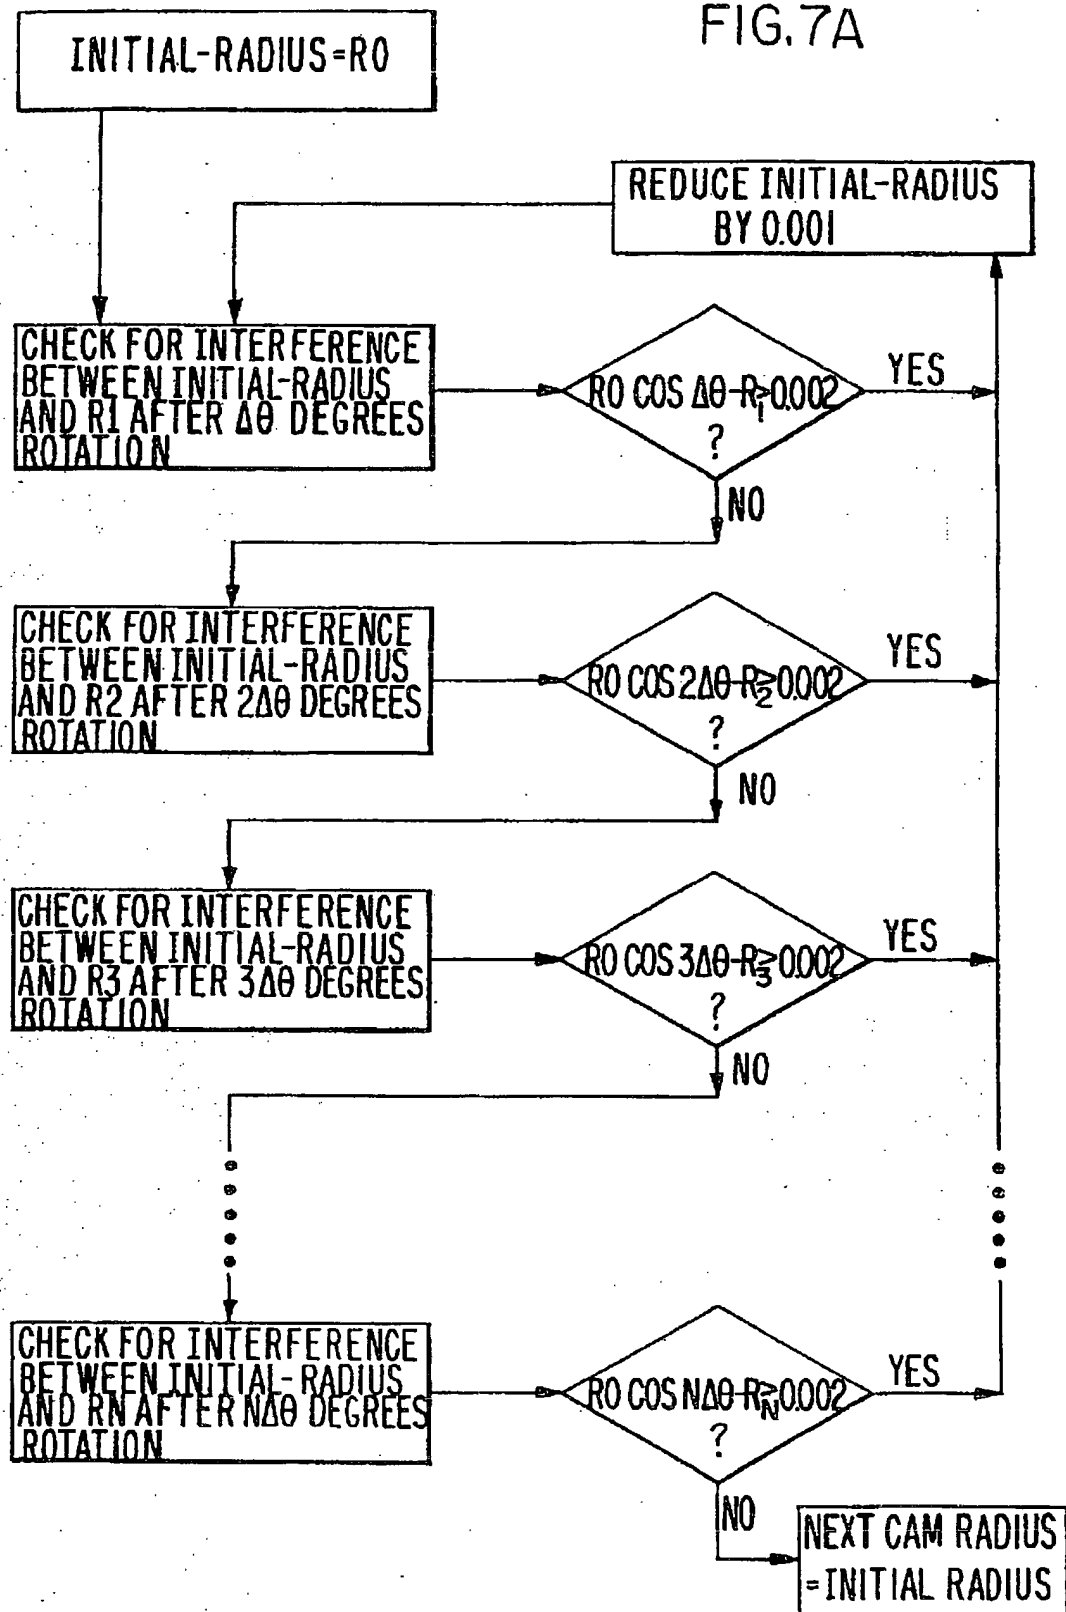 FIG.7A
INITIAL-RADIUS=R0
REDUCE INITIAL-RADIUS
BY 0.001
CHECK FOR INTERFERENCE
BETWEEN INITIAL-RADIUS
AND R1 AFTER Δθ DEGREES
ROTATION
R0 COS Δθ-R₁≥0.002
?
YES
NO
CHECK FOR INTERFERENCE
BETWEEN INITIAL-RADIUS
AND R2 AFTER 2Δθ DEGREES
ROTATION
R0 COS 2Δθ-R₂≥0.002
?
YES
NO
CHECK FOR INTERFERENCE
BETWEEN INITIAL-RADIUS
AND R3 AFTER 3Δθ DEGREES
ROTATION
R0 COS 3Δθ-R₃≥0.002
?
YES
NO
CHECK FOR INTERFERENCE
BETWEEN INITIAL-RADIUS
AND RN AFTER NΔθ DEGREES
ROTATION
R0 COS NΔθ-R_N≥0.002
?
YES
NO
NEXT CAM RADIUS
=INITIAL RADIUS